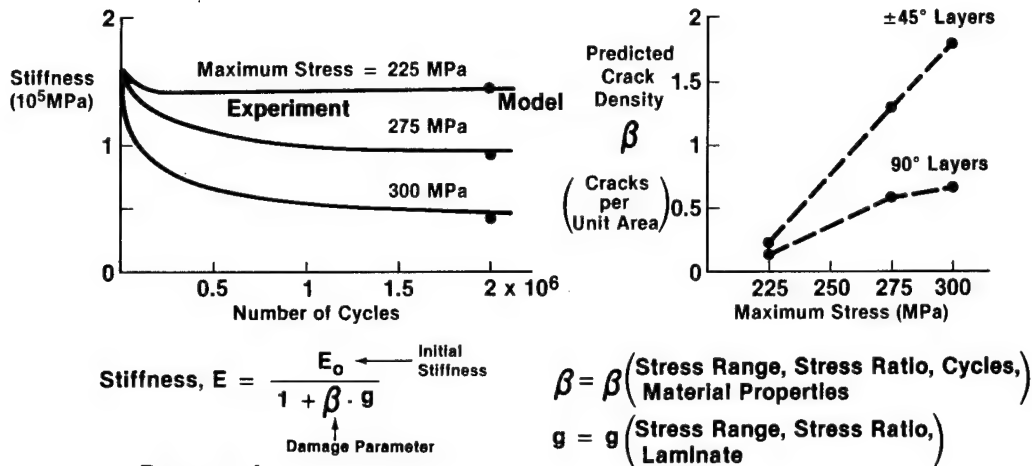 2
Stiffness
(10⁵MPa)
1
0
Maximum Stress = 225 MPa
Experiment
Model
275 MPa
300 MPa
0.5
1
1.5
2 x 10⁶
Number of Cycles
±45° Layers
Predicted
Crack
Density
β
(Cracks
per
Unit Area)
2
1.5
1
0.5
0
90° Layers
225
250
275
300
Maximum Stress (MPa)
Stiffness, E = E₀ / (1 + β · g)
Initial
Stiffness
Damage Parameter
β = β (Stress Range, Stress Ratio, Cycles,
Material Properties)
g = g (Stress Range, Stress Ratio,
Laminate)